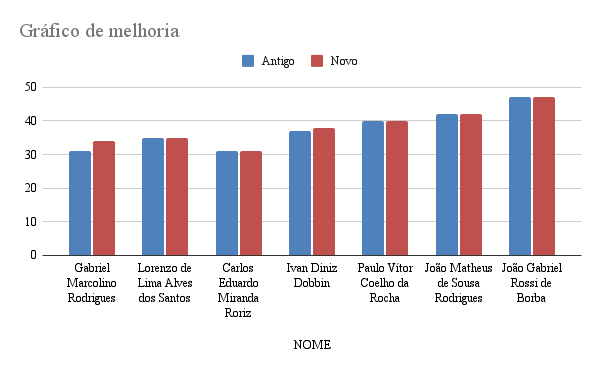 Gráfico de melhoria
Antigo Novo
50
40
30
20
10
0
Gabriel Marcolino Rodrigues
Lorenzo de Lima Alves dos Santos
Carlos Eduardo Miranda Roriz
Ivan Diniz Dobbin
Paulo Vítor Coelho da Rocha
João Matheus de Sousa Rodrigues
João Gabriel Rossi de Borba
NOME